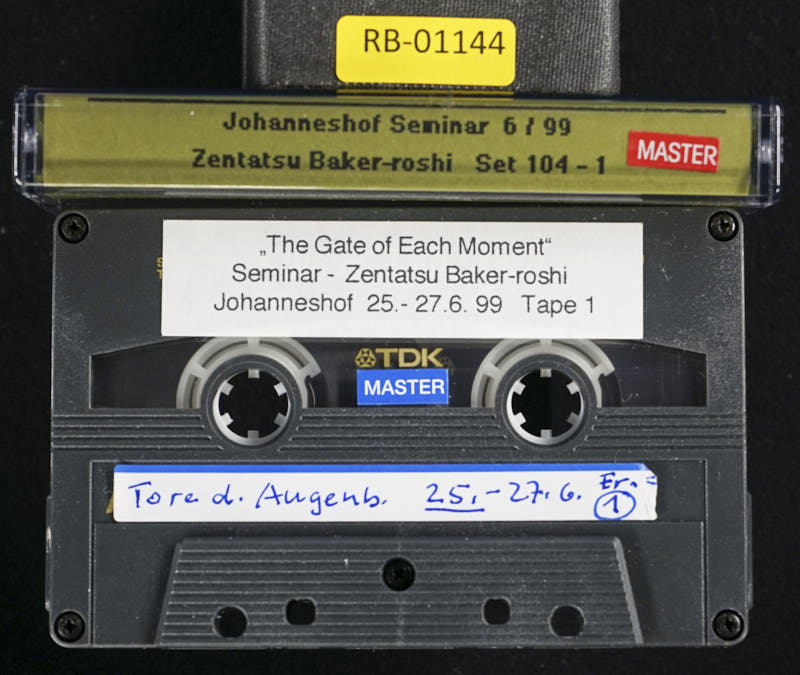 RB-01144
Johanneshof Seminar 6 / 99
Zentatsu Baker-roshi Set 104 - 1
MASTER
„The Gate of Each Moment“
Seminar - Zentatsu Baker-roshi
Johanneshof 25.- 27.6. 99 Tape 1
TDK
MASTER
Tore d. Augenb. 25.-27.6. Er.=
1